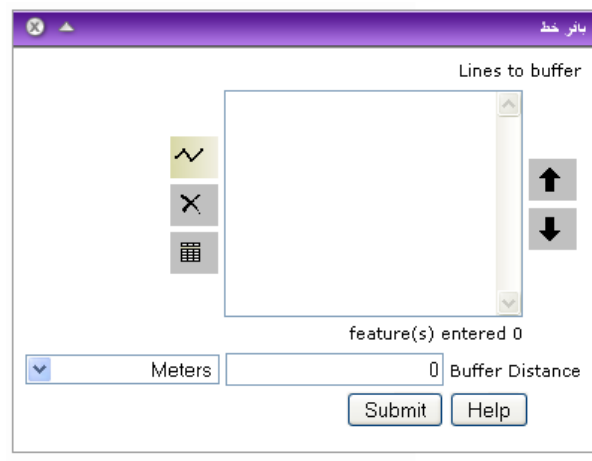 بافر خط
Lines to buffer
feature(s) entered 0
Buffer Distance 0 Meters
Submit Help